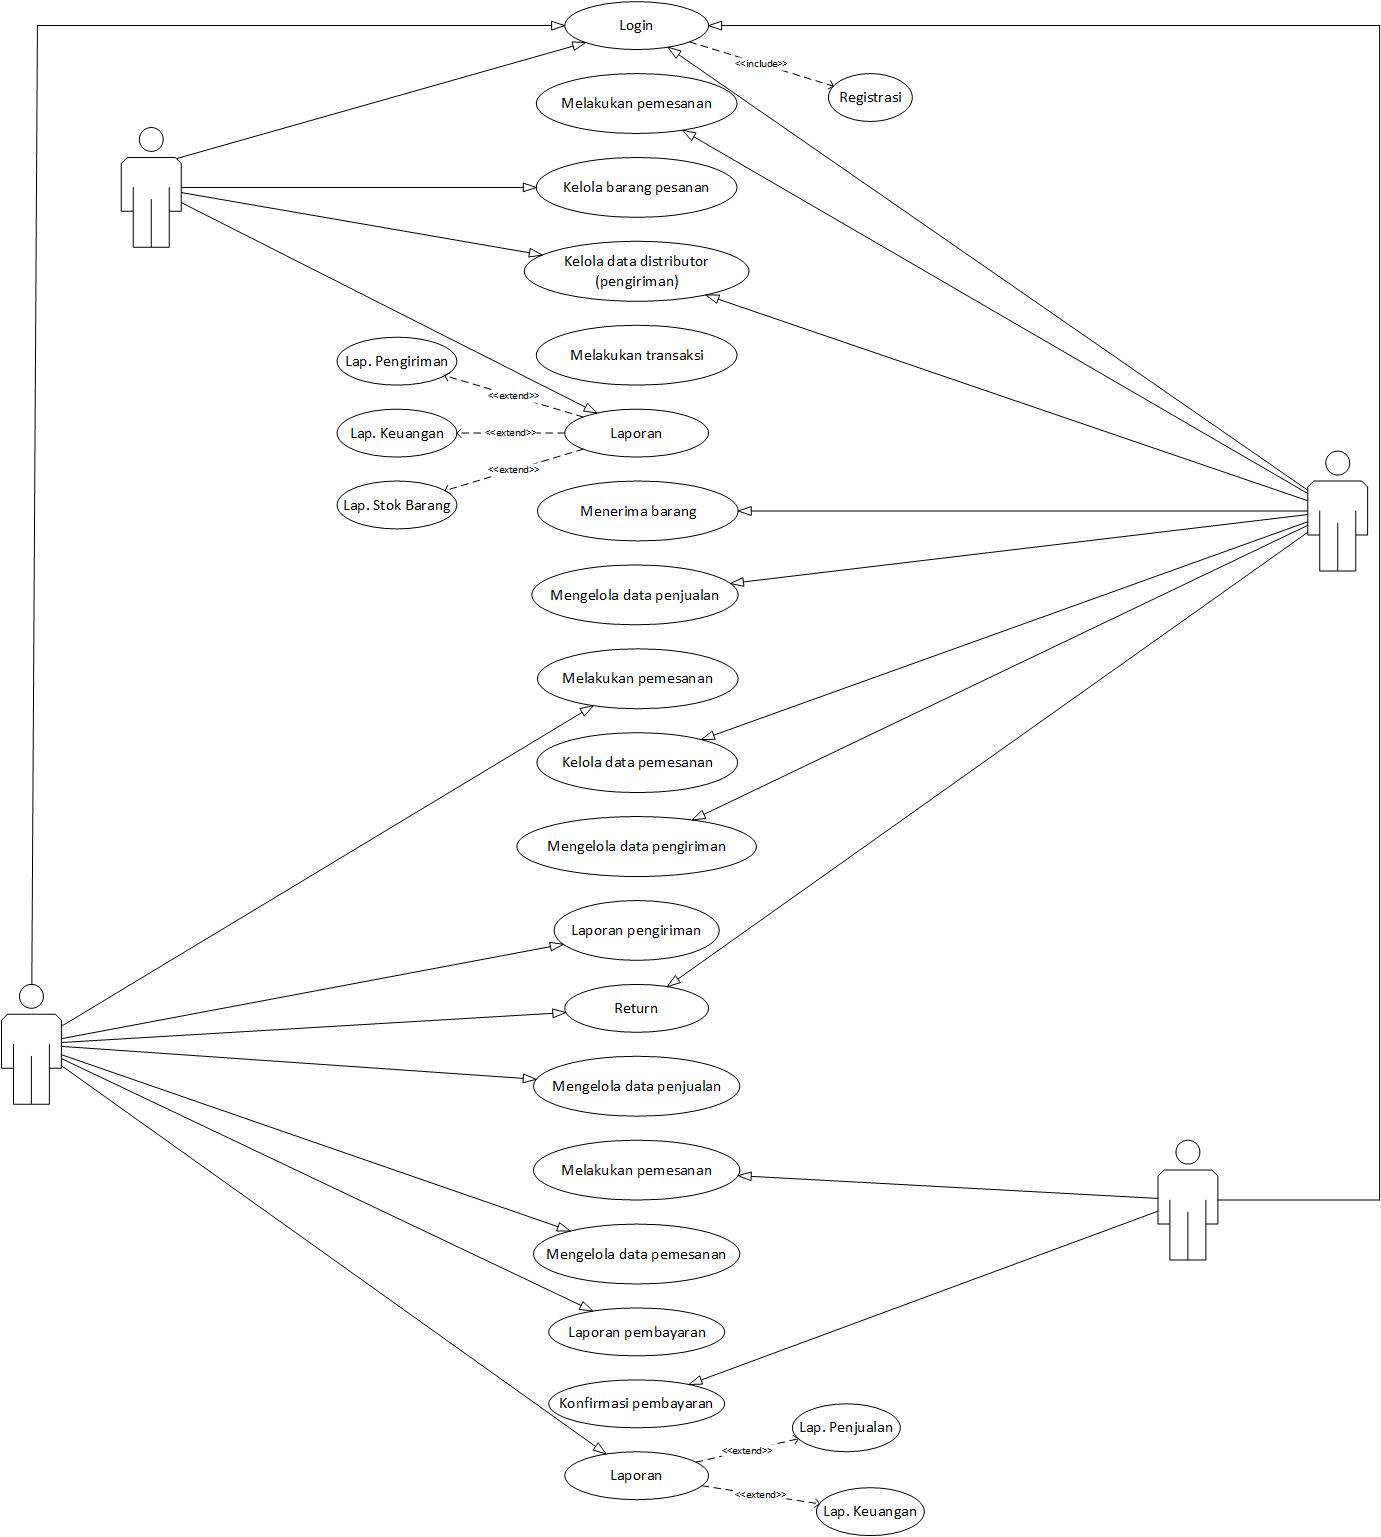 Login
<<include>>
Registrasi
Melakukan pemesanan
Kelola barang pesanan
Kelola data distributor
(pengiriman)
Melakukan transaksi
Lap. Pengiriman
<<extend>>
Lap. Keuangan
<<extend>>
Laporan
<<extend>>
Lap. Stok Barang
Menerima barang
Mengelola data penjualan
Melakukan pemesanan
Kelola data pemesanan
Mengelola data pengiriman
Laporan pengiriman
Return
Mengelola data penjualan
Melakukan pemesanan
Mengelola data pemesanan
Laporan pembayaran
Konfirmasi pembayaran
Lap. Penjualan
<<extend>>
Laporan
<<extend>>
Lap. Keuangan